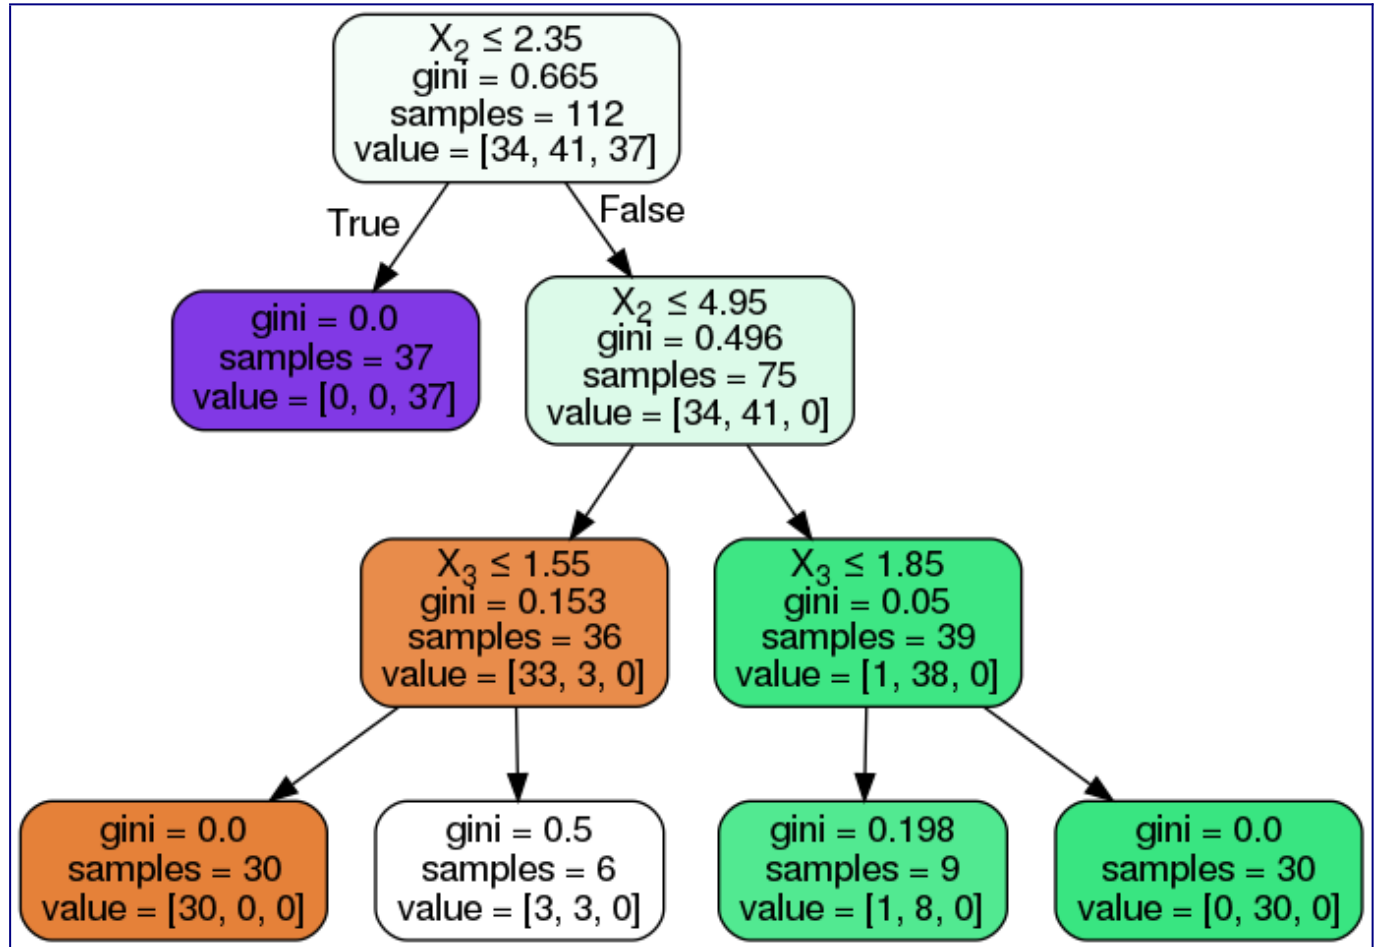 X₂ ≤ 2.35
gini = 0.665
samples = 112
value = [34, 41, 37]
True
False
gini = 0.0
samples = 37
value = [0, 0, 37]
X₂ ≤ 4.95
gini = 0.496
samples = 75
value = [34, 41, 0]
X₃ ≤ 1.55
gini = 0.153
samples = 36
value = [33, 3, 0]
X₃ ≤ 1.85
gini = 0.05
samples = 39
value = [1, 38, 0]
gini = 0.0
samples = 30
value = [30, 0, 0]
gini = 0.5
samples = 6
value = [3, 3, 0]
gini = 0.198
samples = 9
value = [1, 8, 0]
gini = 0.0
samples = 30
value = [0, 30, 0]